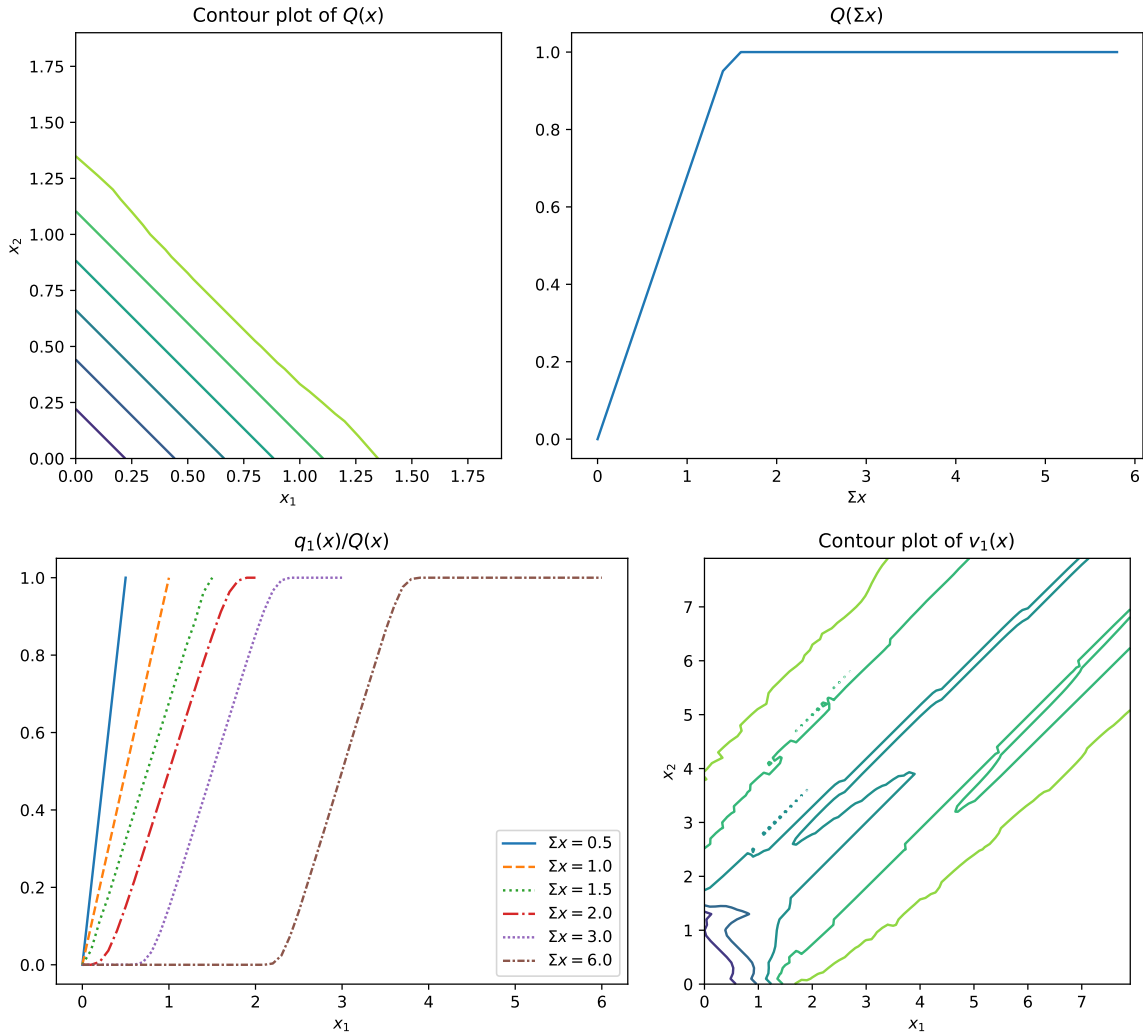 Contour plot of Q(x)
1.75
1.50
1.25
1.00
0.75
0.50
0.25
0.00
x₂
0.00 0.25 0.50 0.75 1.00 1.25 1.50 1.75
x₁
Q(Σx)
1.0
0.8
0.6
0.4
0.2
0.0
0 1 2 3 4 5 6
Σx
q₁(x)/Q(x)
1.0
0.8
0.6
0.4
0.2
0.0
0 1 2 3 4 5 6
x₁
Σx = 0.5
Σx = 1.0
Σx = 1.5
Σx = 2.0
Σx = 3.0
Σx = 6.0
Contour plot of v₁(x)
7
6
5
4
3
2
1
0
x₂
0 1 2 3 4 5 6 7
x₁